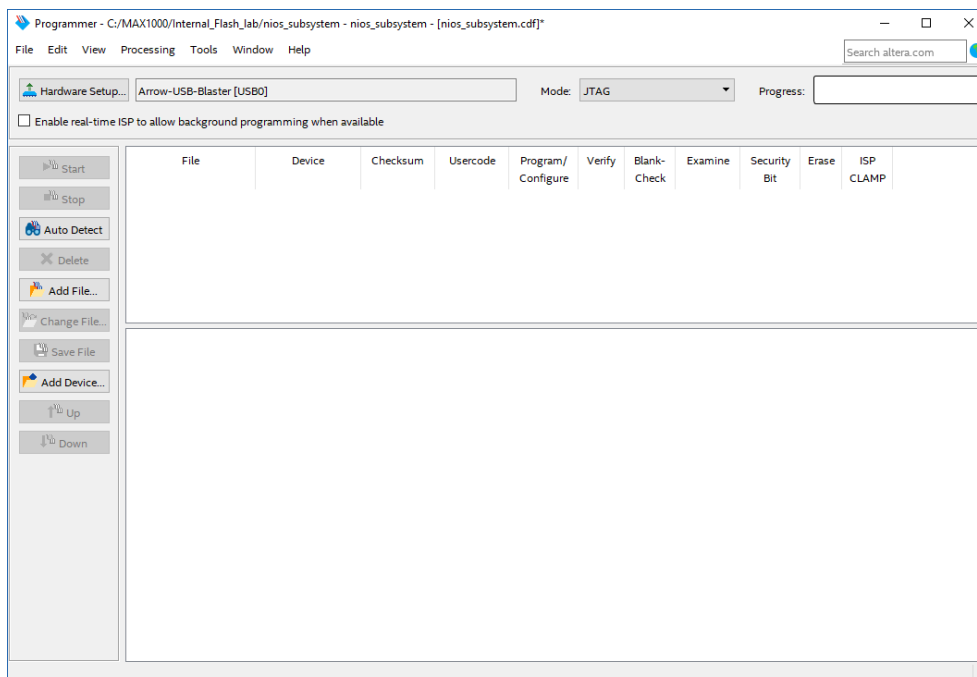 Programmer - C:/MAX1000/Internal_Flash_lab/nios_subsystem - nios_subsystem - [nios_subsystem.cdf]*
File Edit View Processing Tools Window Help
Search altera.com
Hardware Setup... Arrow-USB-Blaster [USB0] Mode: JTAG Progress:
Enable real-time ISP to allow background programming when available
Start
Stop
Auto Detect
Delete
Add File...
Change File...
Save File
Add Device...
Up
Down
File Device Checksum Usercode Program/ Verify Blank- Examine Security Erase ISP
Configure Check Bit CLAMP